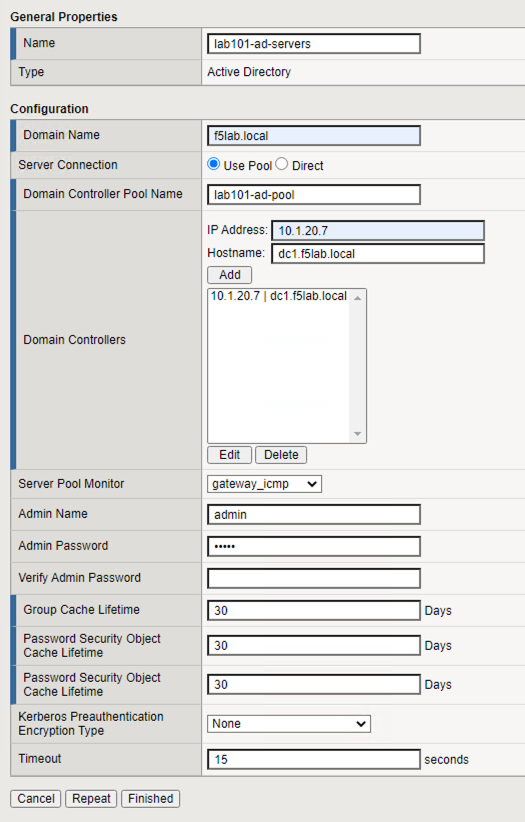 General Properties
Name lab101-ad-servers
Type Active Directory
Configuration
Domain Name f5lab.local
Server Connection Use Pool Direct
Domain Controller Pool Name lab101-ad-pool
IP Address: 10.1.20.7
Hostname: dc1.f5lab.local
Add
10.1.20.7 | dc1.f5lab.local
Domain Controllers
Edit Delete
Server Pool Monitor gateway_icmp
Admin Name admin
Admin Password •••••
Verify Admin Password
Group Cache Lifetime 30 Days
Password Security Object
Cache Lifetime 30 Days
Password Security Object
Cache Lifetime 30 Days
Kerberos Preauthentication
Encryption Type None
Timeout 15 seconds
Cancel Repeat Finished